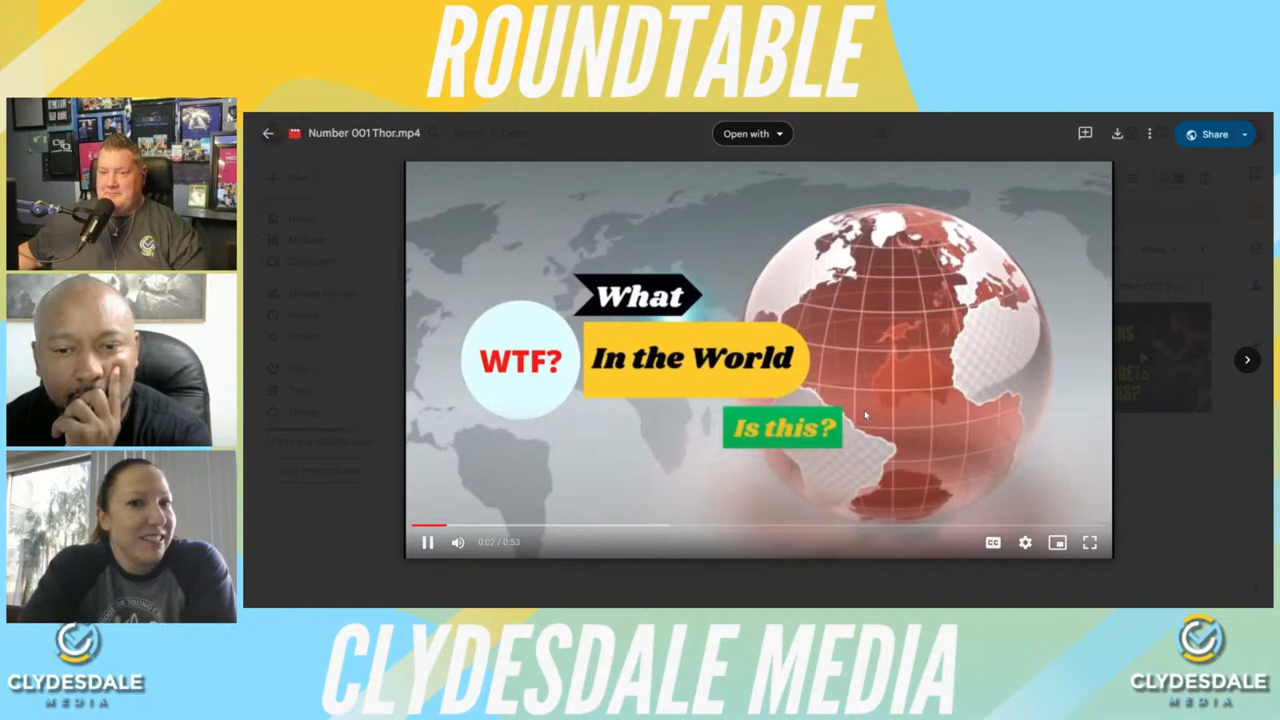 ROUNDTABLE
Number 001 Thor.mp4
Open with
Share
What
WTF?
In the World
Is this?
0:02 / 0:53
CC
CLYDESDALE MEDIA
CLYDESDALE
MEDIA
CLYDESDALE
MEDIA